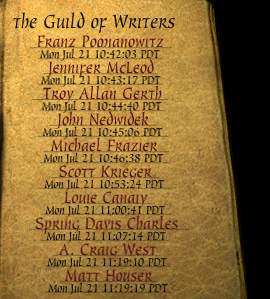 the Guild of Writers
Franz Podnanowitz
Mon Jul 21 10:42:03 PDT
Jennifer McLeod
Mon Jul 21 10:43:17 PDT
Troy Allan Gerth
Mon Jul 21 10:44:40 PDT
John Nedwidek
Mon Jul 21 10:45:06 PDT
Michael Frazier
Mon Jul 21 10:46:38 PDT
Scott Krieger
Mon Jul 21 10:53:24 PDT
Louie Canaiy
Mon Jul 21 11:00:41 PDT
Spring Davis Charles
Mon Jul 21 11:07:14 PDT
A. Craig West
Mon Jul 21 11:19:10 PDT
Matt Houser
Mon Jul 21 11:19:19 PDT